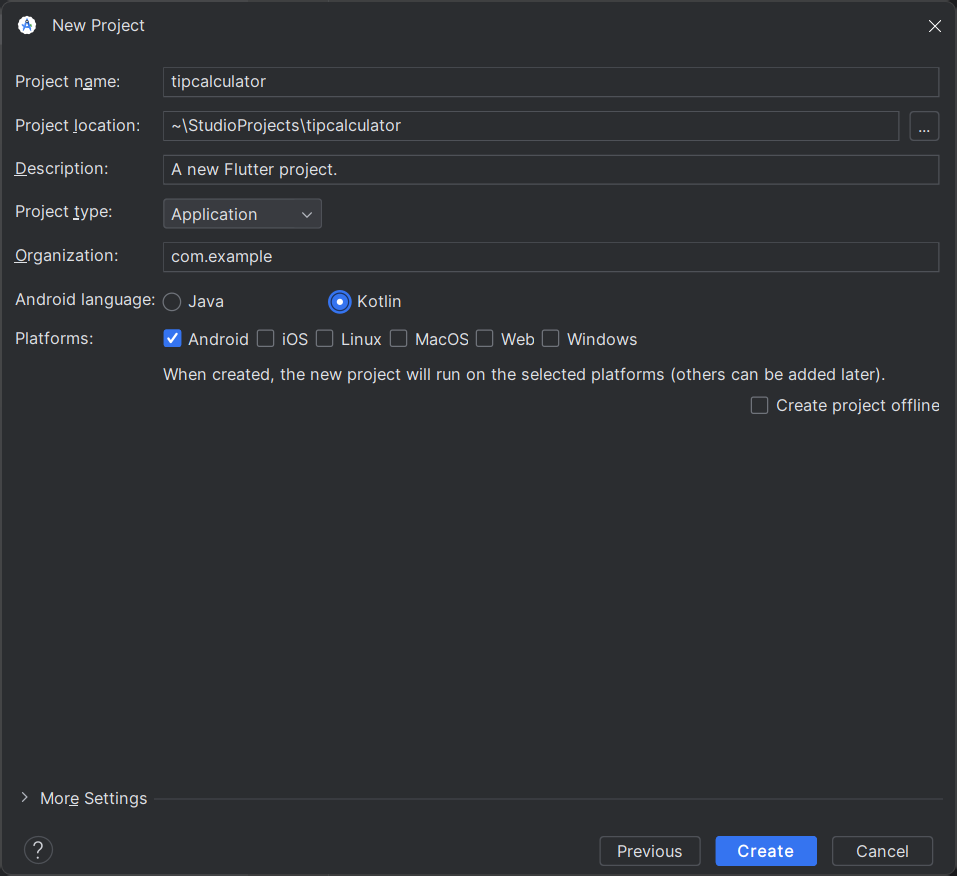 New Project
Project name: tipcalculator
Project location: ~\StudioProjects\tipcalculator ...
Description: A new Flutter project.
Project type: Application
Organization: com.example
Android language: Java Kotlin
Platforms: Android iOS Linux MacOS Web Windows
When created, the new project will run on the selected platforms (others can be added later).
Create project offline
More Settings
? Previous Create Cancel